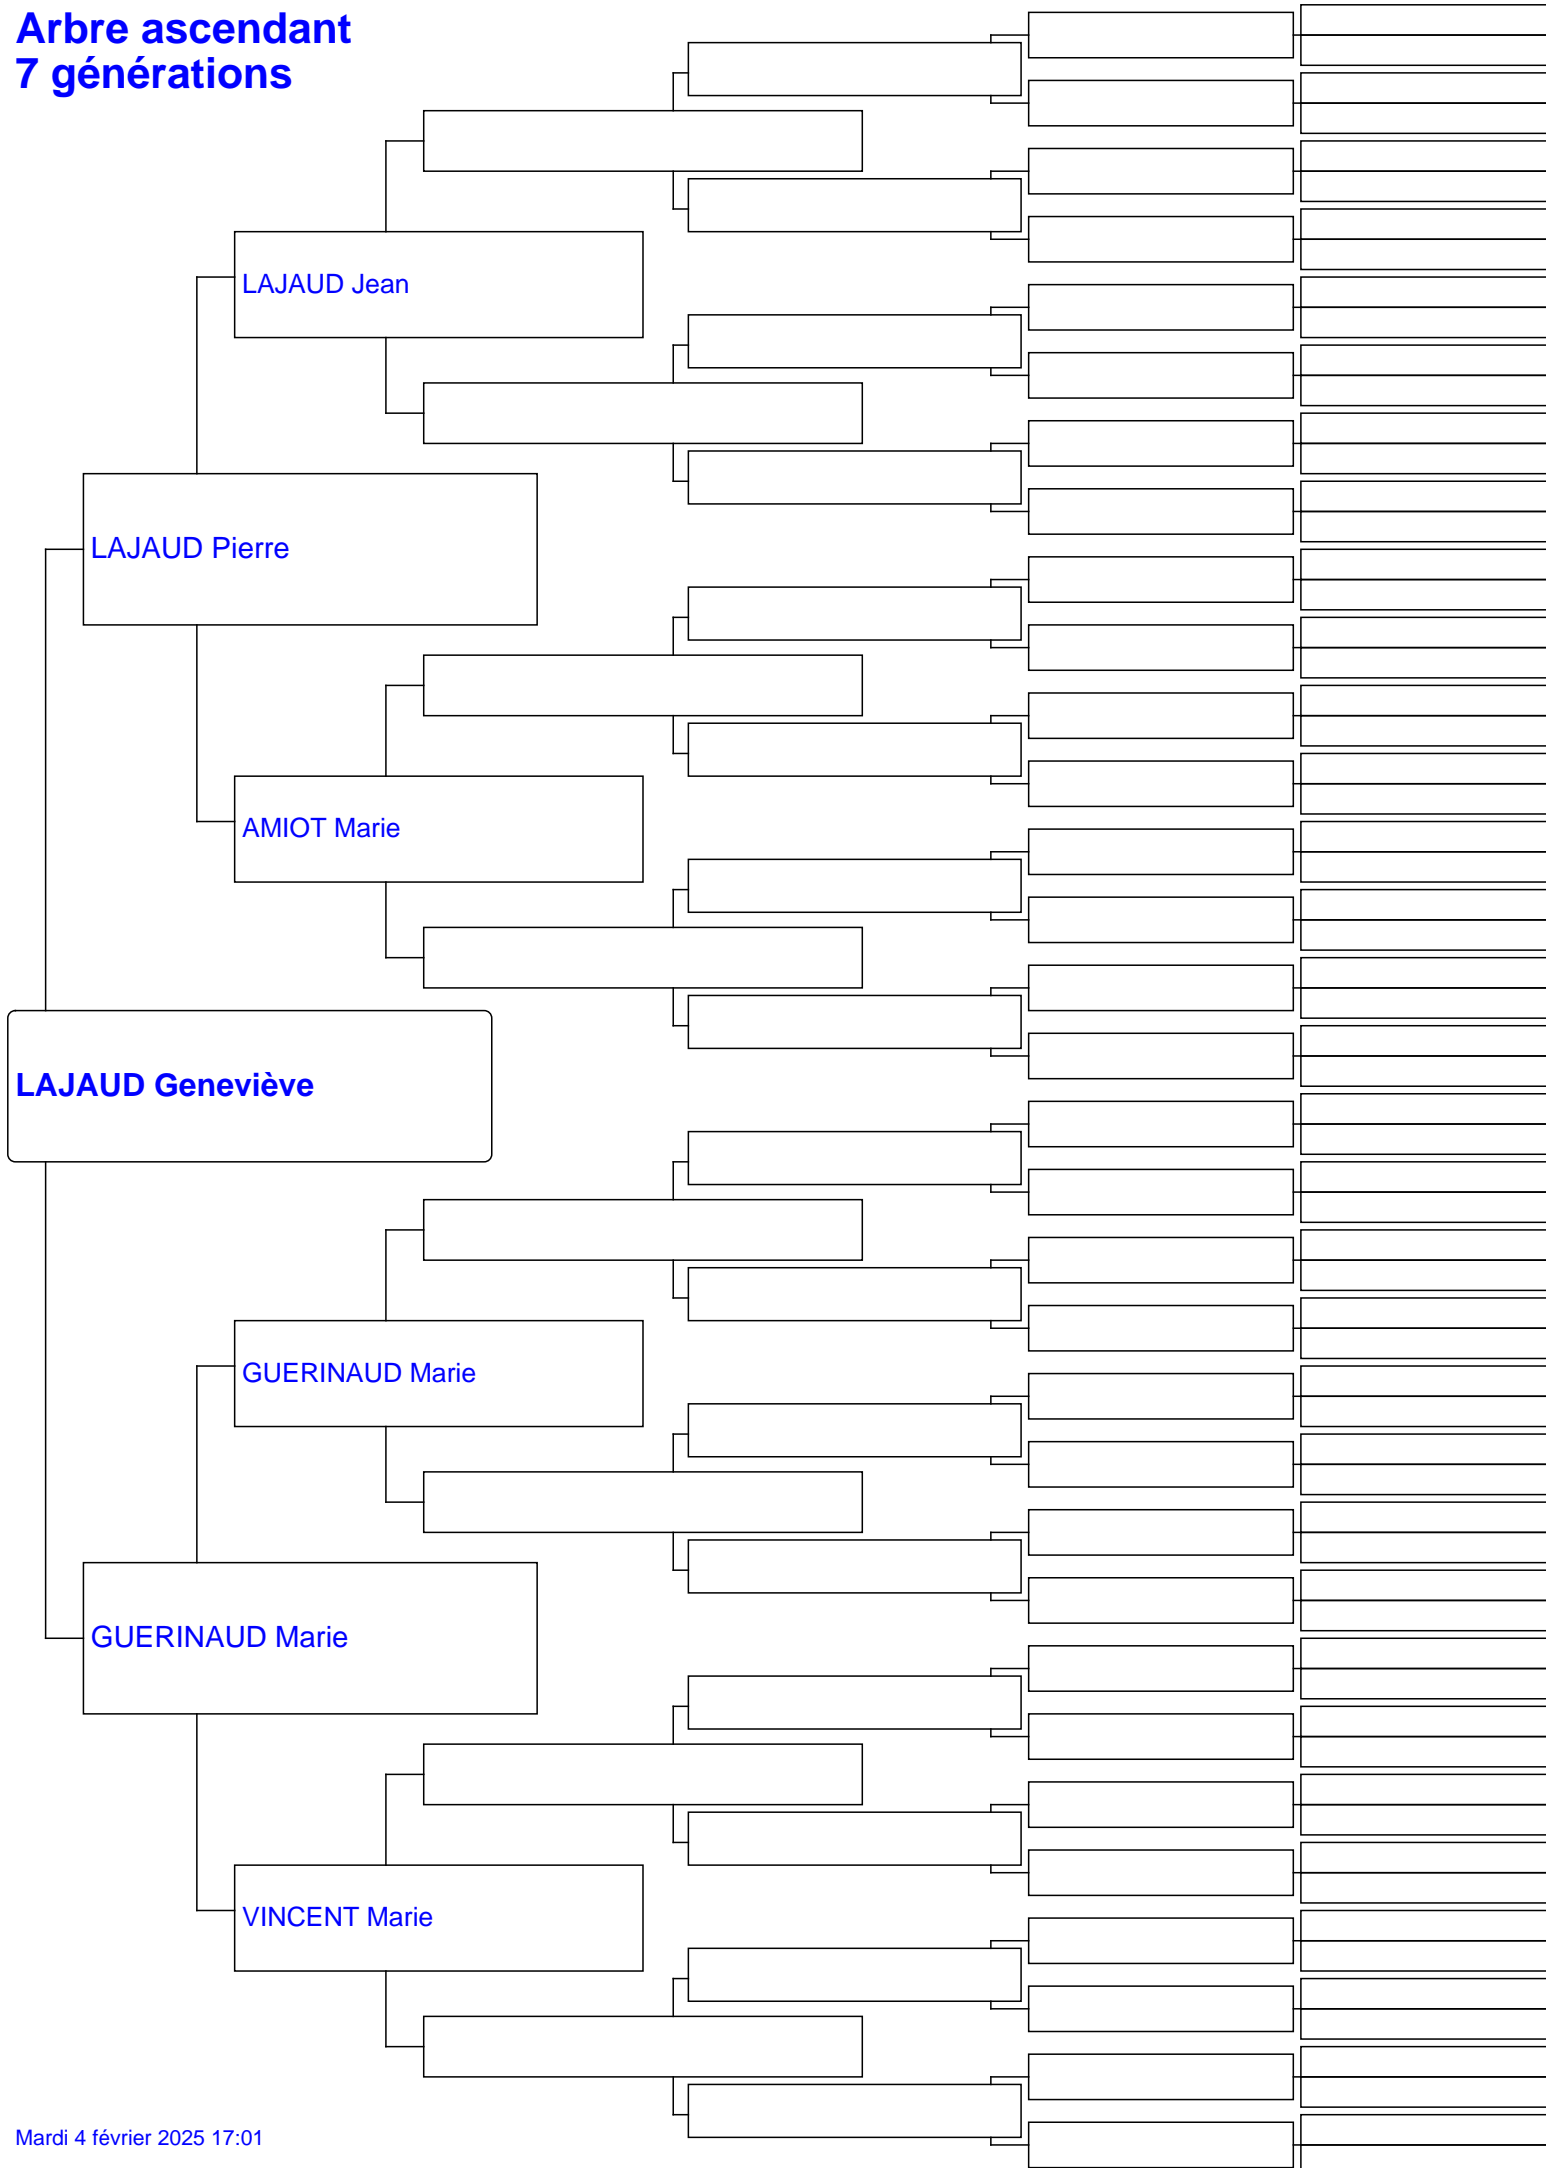 Arbre ascendant
7 générations
LAJAUD Jean
LAJAUD Pierre
AMIOT Marie
LAJAUD Geneviève
GUERINAUD Marie
GUERINAUD Marie
VINCENT Marie
Mardi 4 février 2025 17:01